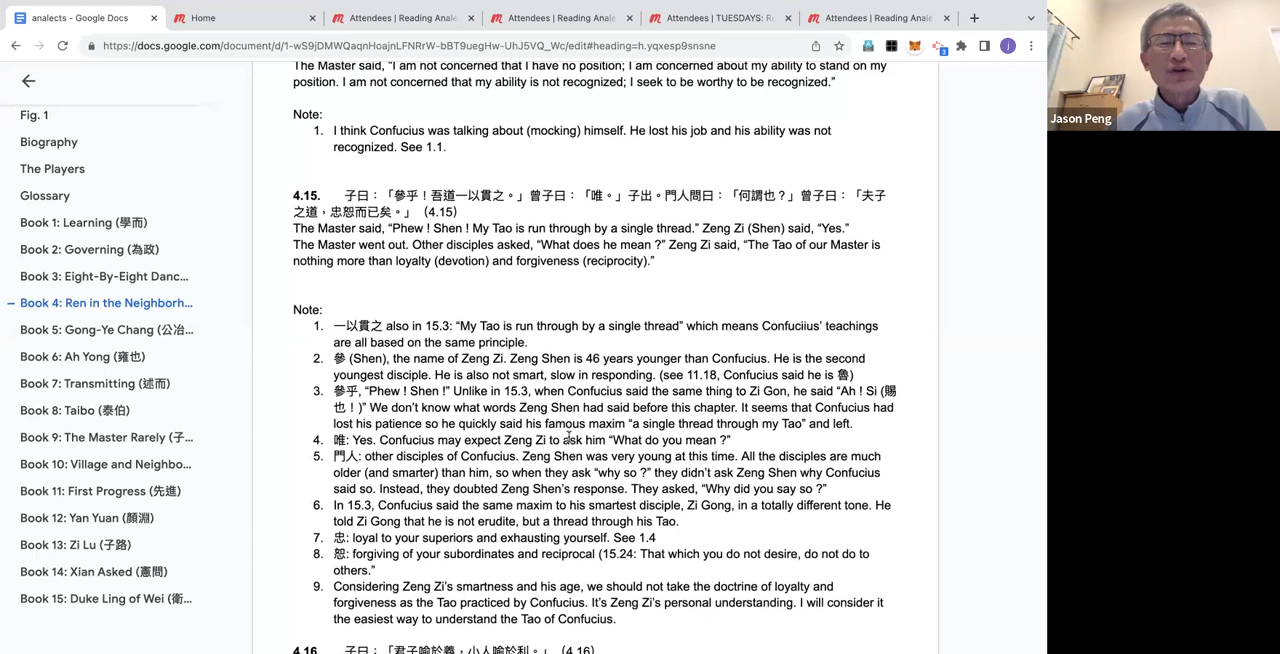 analects - Google Docs
Home
Attendees | Reading Anale
Attendees | Reading Anale
Attendees | TUESDAYS: R
Attendees | Reading Anale
https://docs.google.com/document/d/1-wS9jDMWQaqnHoajnLFNRrW-bBT9uegHw-UhJ5VQ_Wc/edit#heading=h.yqxesp9snsne
3
j
Jason Peng
Fig. 1
Biography
The Players
Glossary
Book 1: Learning (學而)
Book 2: Governing (為政)
Book 3: Eight-By-Eight Danc...
Book 4: Ren in the Neighborh...
Book 5: Gong-Ye Chang (公冶...
Book 6: Ah Yong (雍也)
Book 7: Transmitting (述而)
Book 8: Taibo (泰伯)
Book 9: The Master Rarely (子...
Book 10: Village and Neighbo...
Book 11: First Progress (先進)
Book 12: Yan Yuan (顏淵)
Book 13: Zi Lu (子路)
Book 14: Xian Asked (憲問)
Book 15: Duke Ling of Wei (衛...
The Master said, “I am not concerned that I have no position; I am concerned about my ability to stand on my
position. I am not concerned that my ability is not recognized; I seek to be worthy to be recognized.”
Note:
1. I think Confucius was talking about (mocking) himself. He lost his job and his ability was not
recognized. See 1.1.
4.15. 子曰：「參乎！吾道一以貫之。」曾子曰：「唯。」子出。門人問曰：「何謂也？」曾子曰：「夫子
之道，忠恕而已矣。」（4.15）
The Master said, “Phew ! Shen ! My Tao is run through by a single thread.” Zeng Zi (Shen) said, “Yes.”
The Master went out. Other disciples asked, “What does he mean ?” Zeng Zi said, “The Tao of our Master is
nothing more than loyalty (devotion) and forgiveness (reciprocity).”
Note:
1. 一以貫之 also in 15.3: “My Tao is run through by a single thread” which means Confuciius’ teachings
are all based on the same principle.
2. 參 (Shen), the name of Zeng Zi. Zeng Shen is 46 years younger than Confucius. He is the second
youngest disciple. He is also not smart, slow in responding. (see 11.18, Confucius said he is 魯)
3. 參乎, “Phew ! Shen !” Unlike in 15.3, when Confucius said the same thing to Zi Gon, he said “Ah ! Si (賜
也！)” We don’t know what words Zeng Shen had said before this chapter. It seems that Confucius had
lost his patience so he quickly said his famous maxim “a single thread through my Tao” and left.
4. 唯: Yes. Confucius may expect Zeng Zi to ask him “What do you mean ?”
5. 門人: other disciples of Confucius. Zeng Shen was very young at this time. All the disciples are much
older (and smarter) than him, so when they ask “why so ?” they didn’t ask Zeng Shen why Confucius
said so. Instead, they doubted Zeng Shen’s response. They asked, “Why did you say so ?”
6. In 15.3, Confucius said the same maxim to his smartest disciple, Zi Gong, in a totally different tone. He
told Zi Gong that he is not erudite, but a thread through his Tao.
7. 忠: loyal to your superiors and exhausting yourself. See 1.4
8. 恕: forgiving of your subordinates and reciprocal (15.24: That which you do not desire, do not do to
others.”
9. Considering Zeng Zi’s smartness and his age, we should not take the doctrine of loyalty and
forgiveness as the Tao practiced by Confucius. It’s Zeng Zi’s personal understanding. I will consider it
the easiest way to understand the Tao of Confucius.
4.16 子曰：「君子喻於義，小人喻於利。」（4.16）